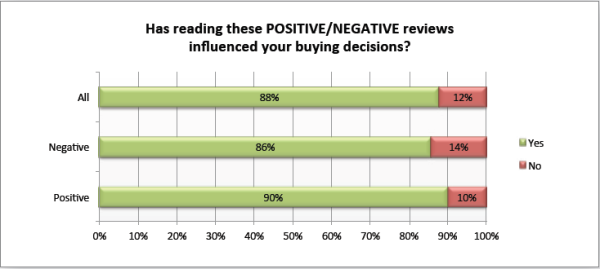 Has reading these POSITIVE/NEGATIVE reviews
influenced your buying decisions?
All 88% 12%
Negative 86% 14%
Positive 90% 10%
Yes
No
0% 10% 20% 30% 40% 50% 60% 70% 80% 90% 100%